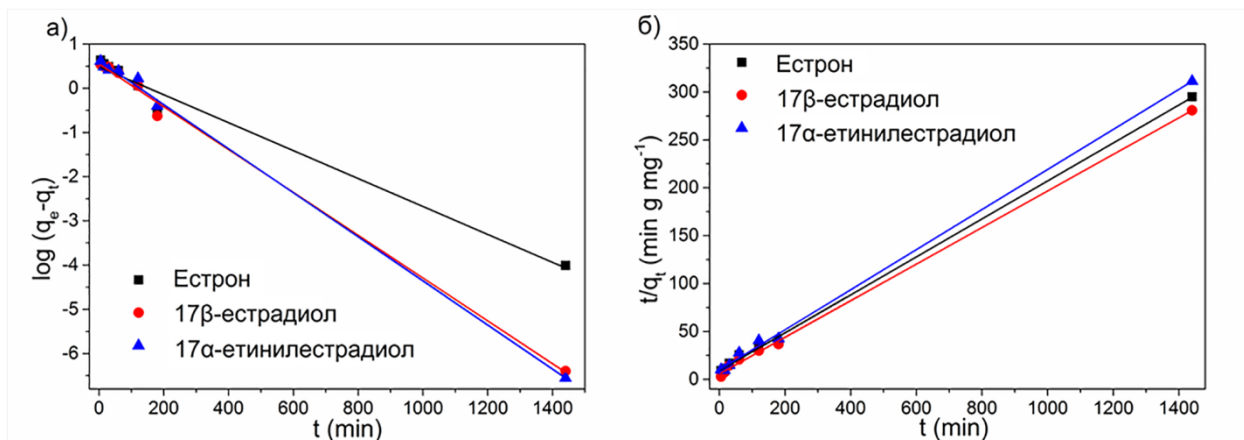 а)
1
0
-1
-2
-3
-4
-5
-6
log (qe-qt)
Естрон
17β-естрадиол
17α-етинилестрадиол
0 200 400 600 800 1000 1200 1400
t (min)
б)
350
300
250
200
150
100
50
0
t/qt (min g mg-1)
Естрон
17β-естрадиол
17α-етинилестрадиол
0 200 400 600 800 1000 1200 1400
t (min)